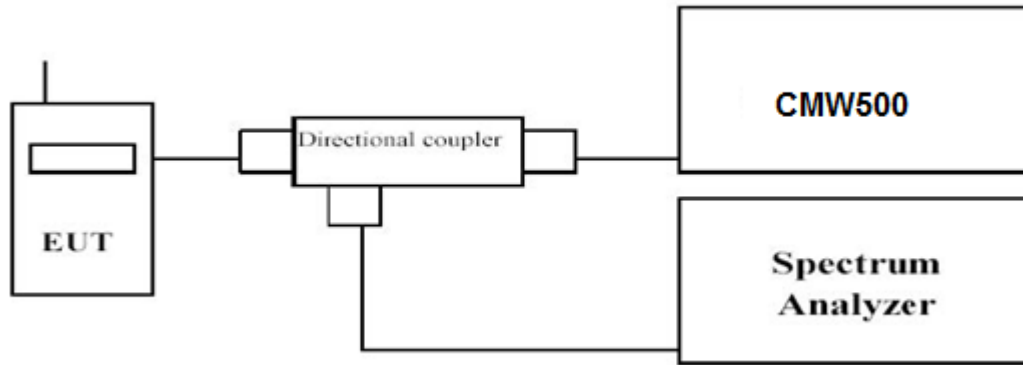 CMW500
Directional coupler
EUT
Spectrum
Analyzer